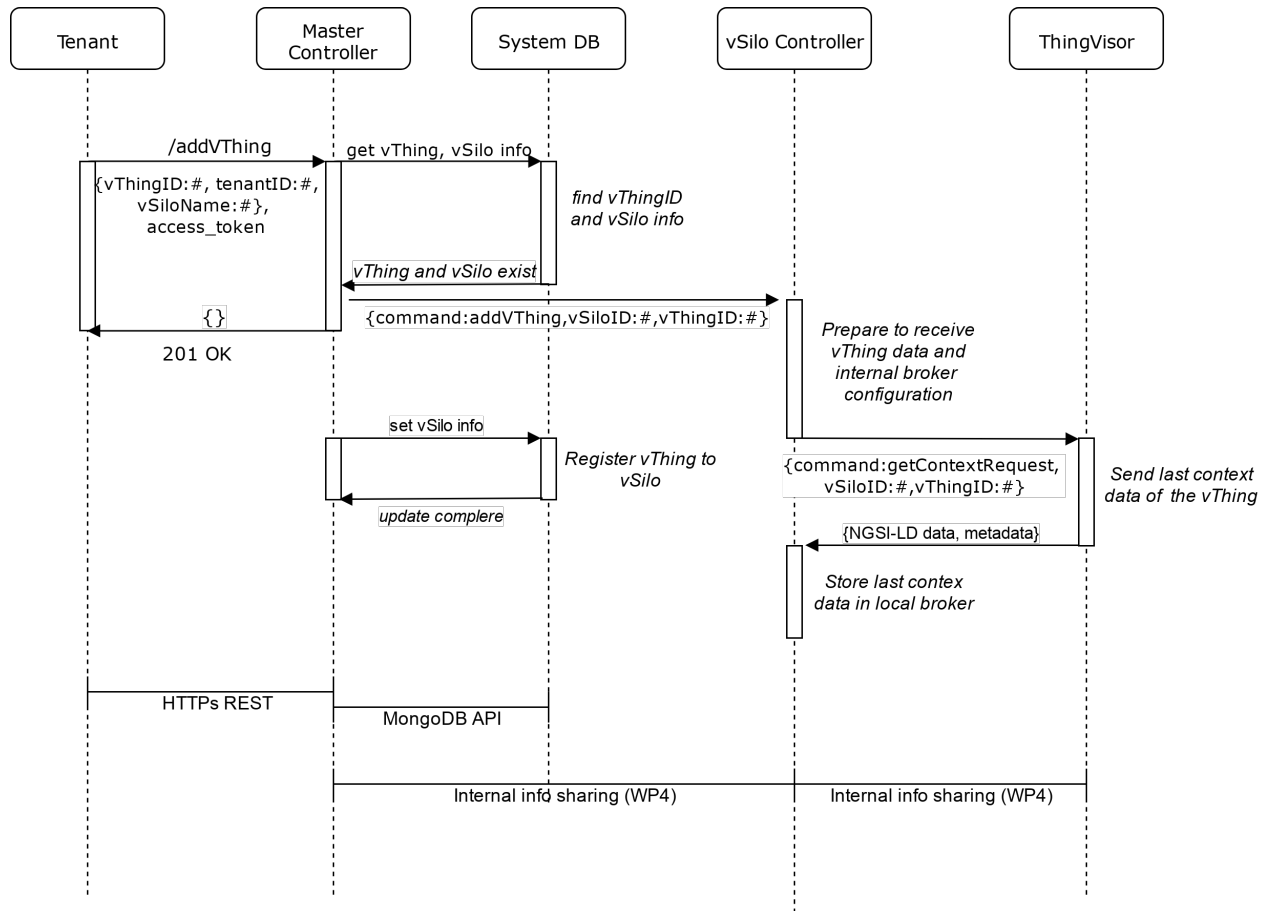 Tenant
Master
Controller
System DB
vSilo Controller
ThingVisor
/addVThing
get vThing, vSilo info
{vThingID:#, tenantID:#,
vSiloName:#},
access_token
find vThingID
and vSilo info
vThing and vSilo exist
{}
{command:addVThing,vSiloID:#,vThingID:#}
201 OK
Prepare to receive
vThing data and
internal broker
configuration
set vSilo info
Register vThing to
vSilo
update complere
{command:getContextRequest,
vSiloID:#,vThingID:#}
Send last context
data of the vThing
{NGSI-LD data, metadata}
Store last contex
data in local broker
HTTPs REST
MongoDB API
Internal info sharing (WP4)
Internal info sharing (WP4)